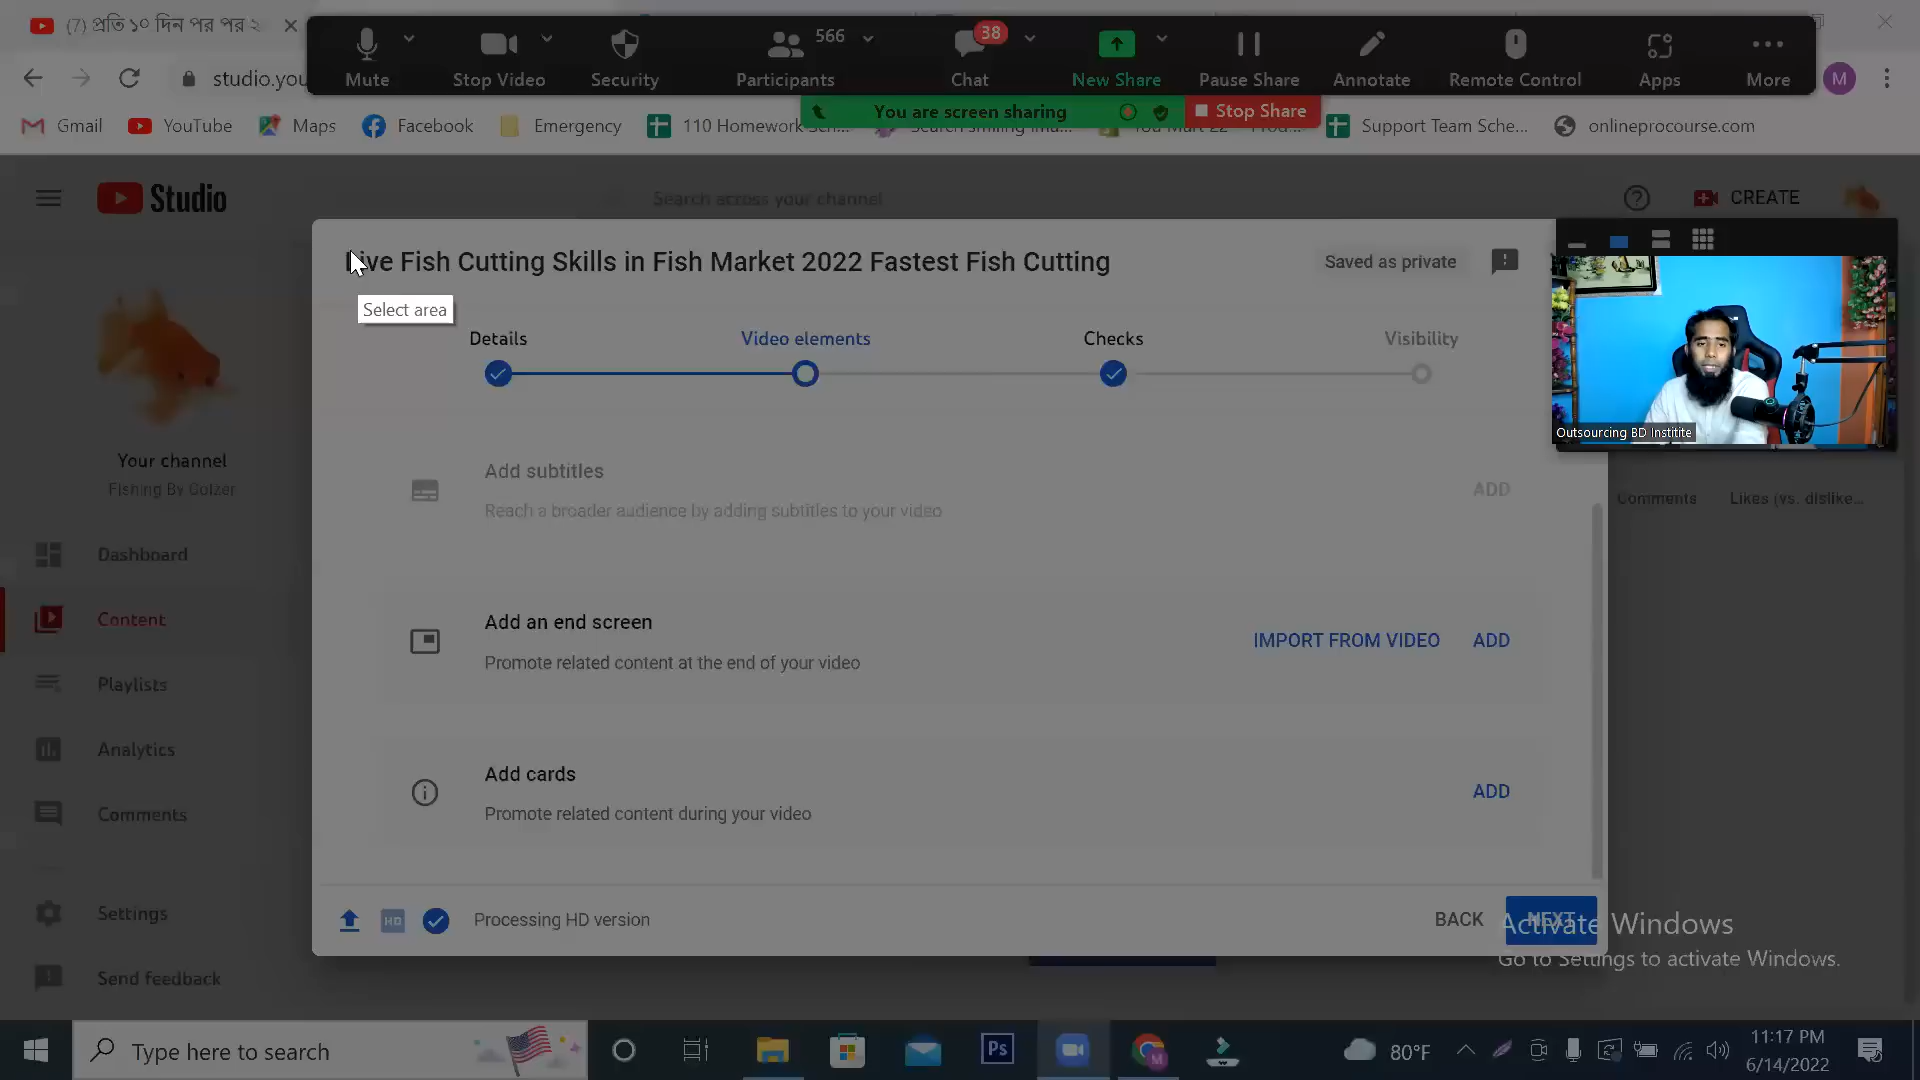 (7) প্রতি ১০ দিন পর পর ২
Mute
Stop Video
Security
566
Participants
38
Chat
New Share
Pause Share
Annotate
Remote Control
Apps
More
studio.you
M
You are screen sharing
Stop Share
Gmail
YouTube
Maps
Facebook
Emergency
110 Homework
Support Team Sche...
onlineprocourse.com
Studio
Search across your channel
CREATE
Live Fish Cutting Skills in Fish Market 2022 Fastest Fish Cutting
Saved as private
Select area
Details
Video elements
Checks
Visibility
Outsourcing BD Institite
Your channel
Fishing By Golzer
Add subtitles
Reach a broader audience by adding subtitles to your video
ADD
Comments
Likes (vs. dislike...
Dashboard
Content
Playlists
Analytics
Comments
Settings
Send feedback
Add an end screen
Promote related content at the end of your video
IMPORT FROM VIDEO
ADD
Add cards
Promote related content during your video
ADD
HD
Processing HD version
BACK
NEXT
Activate Windows
Go to Settings to activate Windows.
Type here to search
Ps
M
80°F
11:17 PM
6/14/2022